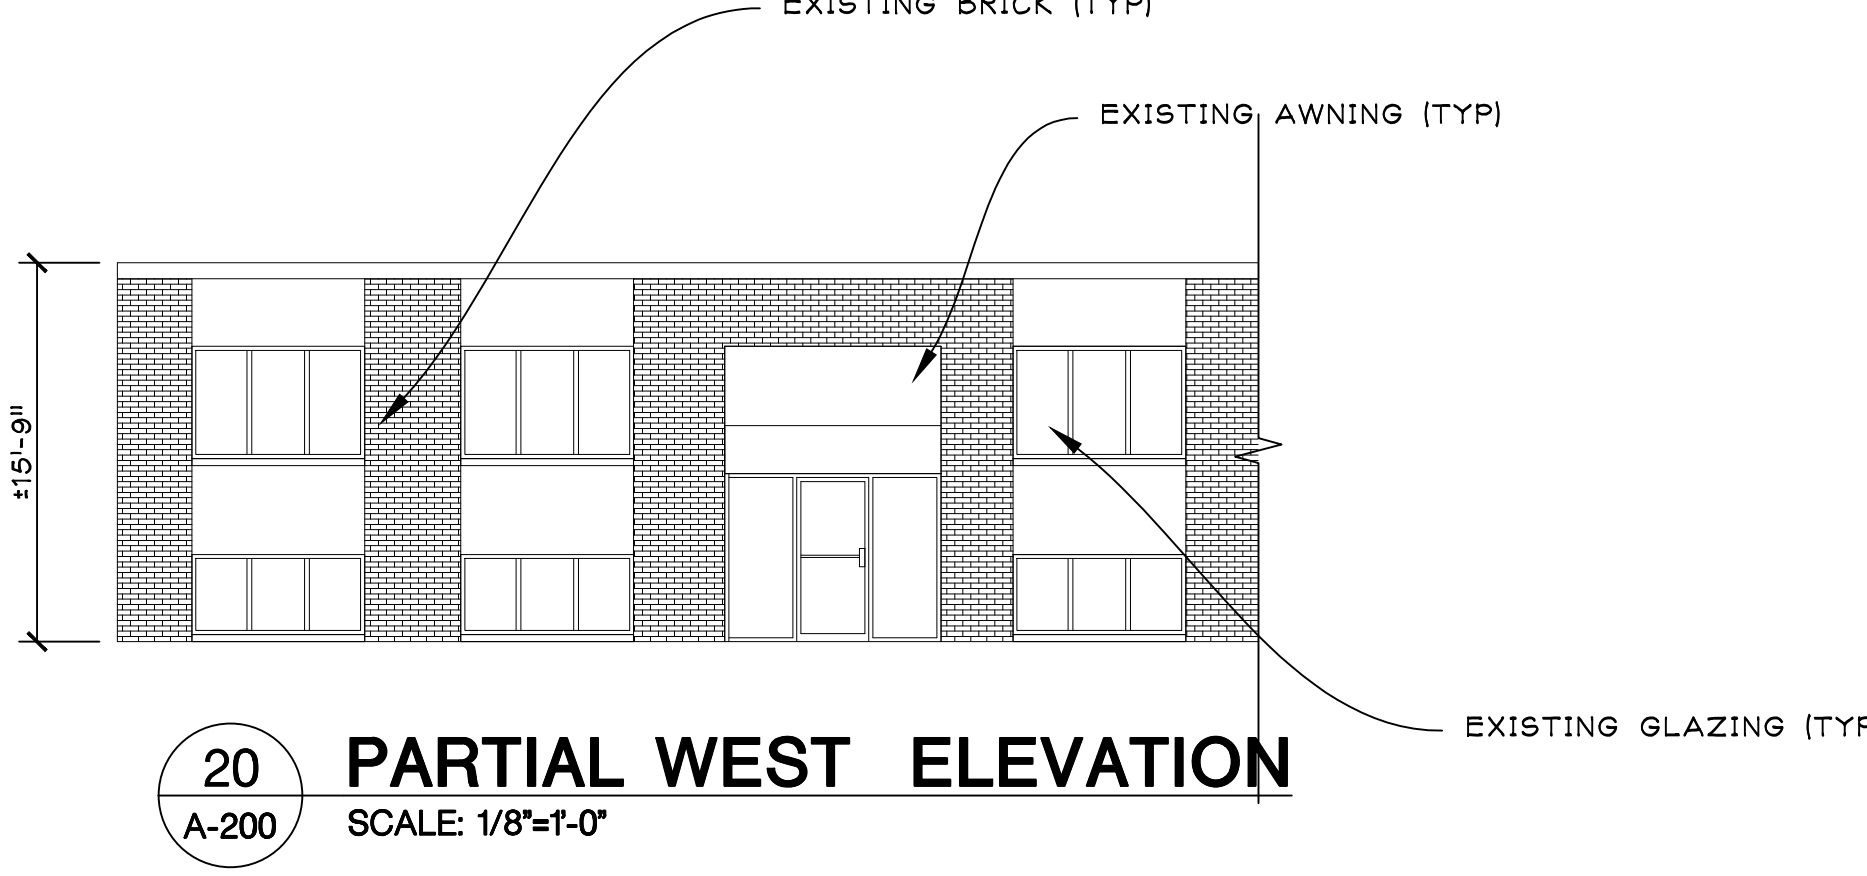 EXISTING BRICK (TYP)
EXISTING AWNING (TYP)
±15'-9"
EXISTING GLAZING (TYP
20
PARTIAL WEST ELEVATION
A-200
SCALE: 1/8"=1'-0"